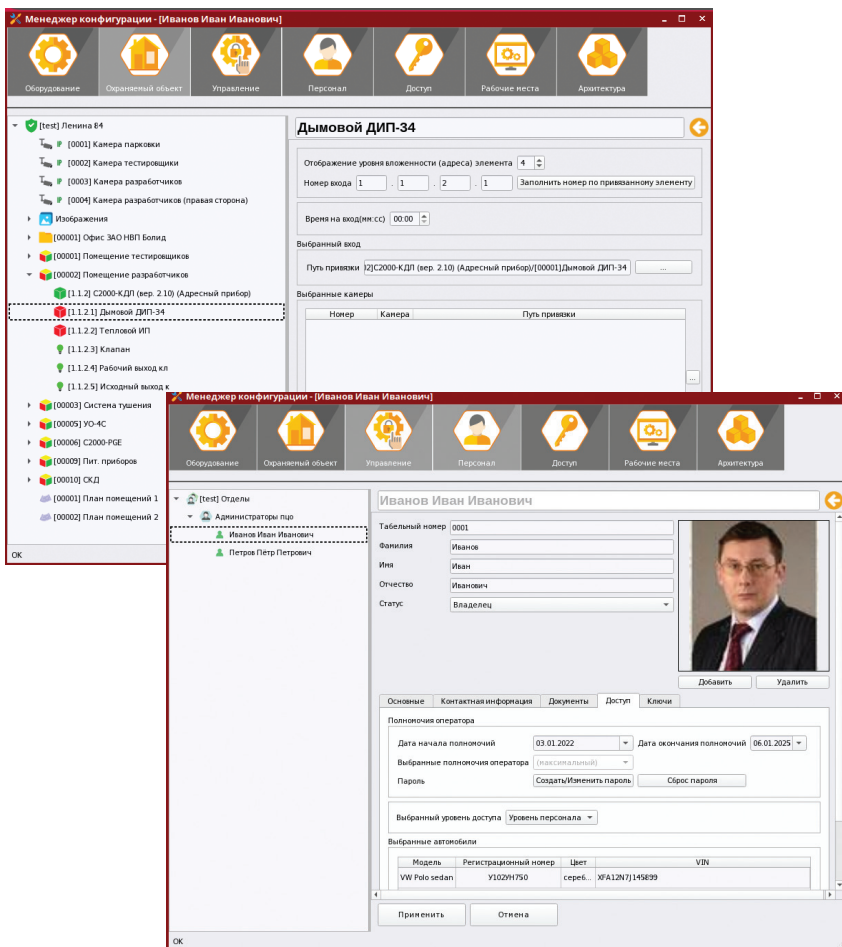 Менеджер конфигурации - [Иванов Иван Иванович]
Оборудование Охраняемый объект Управление Персонал Доступ Рабочие места Архитектура
[test] Ленина 84
[0001] Камера парковки
[0002] Камера тестировщики
[0003] Камера разработчиков
[0004] Камера разработчиков (правая сторона)
Изображения
[00001] Офис ЗАО НВП Болид
[00001] Помещение тестировщиков
[00002] Помещение разработчиков
[1.1.2] С2000-КДЛ (вер. 2.10) (Адресный прибор)
[1.1.2.1] Дымовой ДИП-34
[1.1.2.2] Тепловой ИП
[1.1.2.3] Клапан
[1.1.2.4] Рабочий выход кл
[1.1.2.5] Исходный выход к
[00003] Система тушения
[00005] УО-4С
[00006] С2000-PGE
[00009] Пит. приборов
[00010] СКД
[00001] План помещений 1
[00002] План помещений 2
OK
Дымовой ДИП-34
Отображение уровня вложенности (адреса) элемента 4
Номер входа 1 . 1 . 2 . 1 Заполнить номер по привязанному элементу
Время на вход(мм:сс) 00:00
Выбранный вход
Путь привязки 02]С2000-КДЛ (вер. 2.10) (Адресный прибор)/[00001]Дымовой ДИП-34 ...
Выбранные камеры
Номер Камера Путь привязки
...
Менеджер конфигурации - [Иванов Иван Иванович]
Оборудование Охраняемый объект Управление Персонал Доступ Рабочие места Архитектура
[test] Отделы
Администраторы пцо
Иванов Иван Иванович
Петров Пётр Петрович
Иванов Иван Иванович
Табельный номер 0001
Фамилия Иванов
Имя Иван
Отчество Иванович
Статус Владелец
Добавить Удалить
Основные Контактная информация Документы Доступ Ключи
Полномочия оператора
Дата начала полномочий 03.01.2022 Дата окончания полномочий 06.01.2025
Выбранные полномочия оператора (максимальный)
Пароль Создать/Изменить пароль Сброс пароля
Выбранный уровень доступа Уровень персонала
Выбранные автомобили
Модель Регистрационный номер Цвет VIN
VW Polo sedan У102УН750 сереб... XFA12N7J145899
Применить Отмена
OK